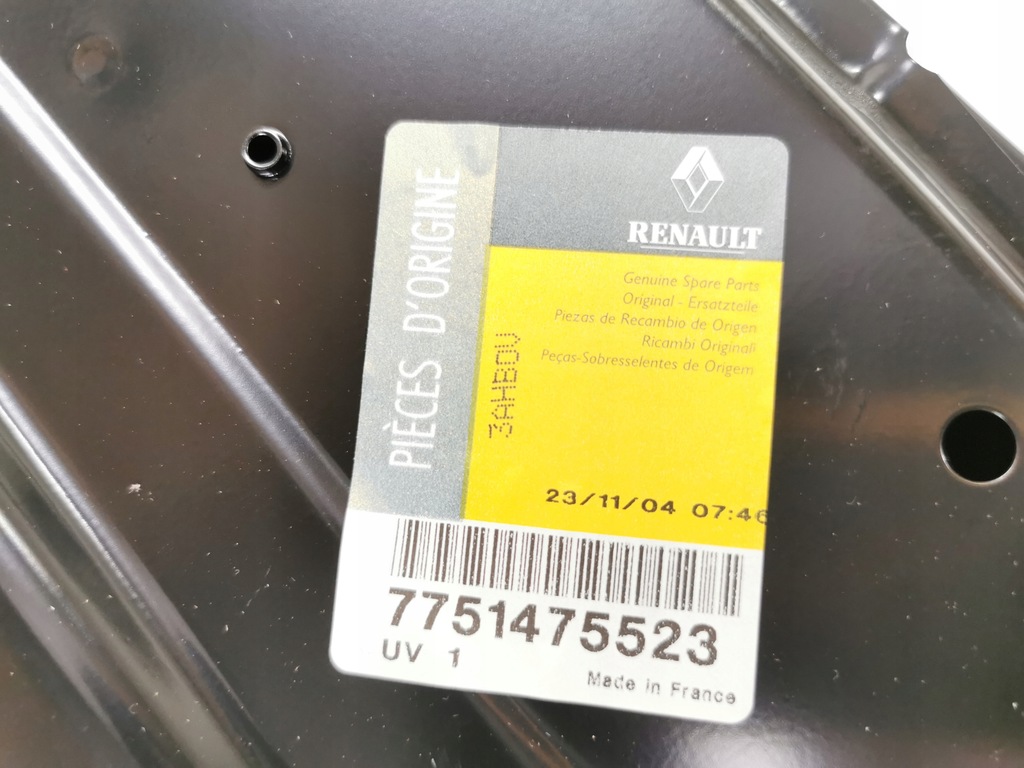 PIÈCES D'ORIGINE
RENAULT
Genuine Spare Parts
Original - Ersatzteile
Piezas de Recambio de Origen
Ricambi Originali
Peças-Sobresselentes de Origem
3AHBDV
23/11/04 07:46
7751475523
UV 1
Made in France